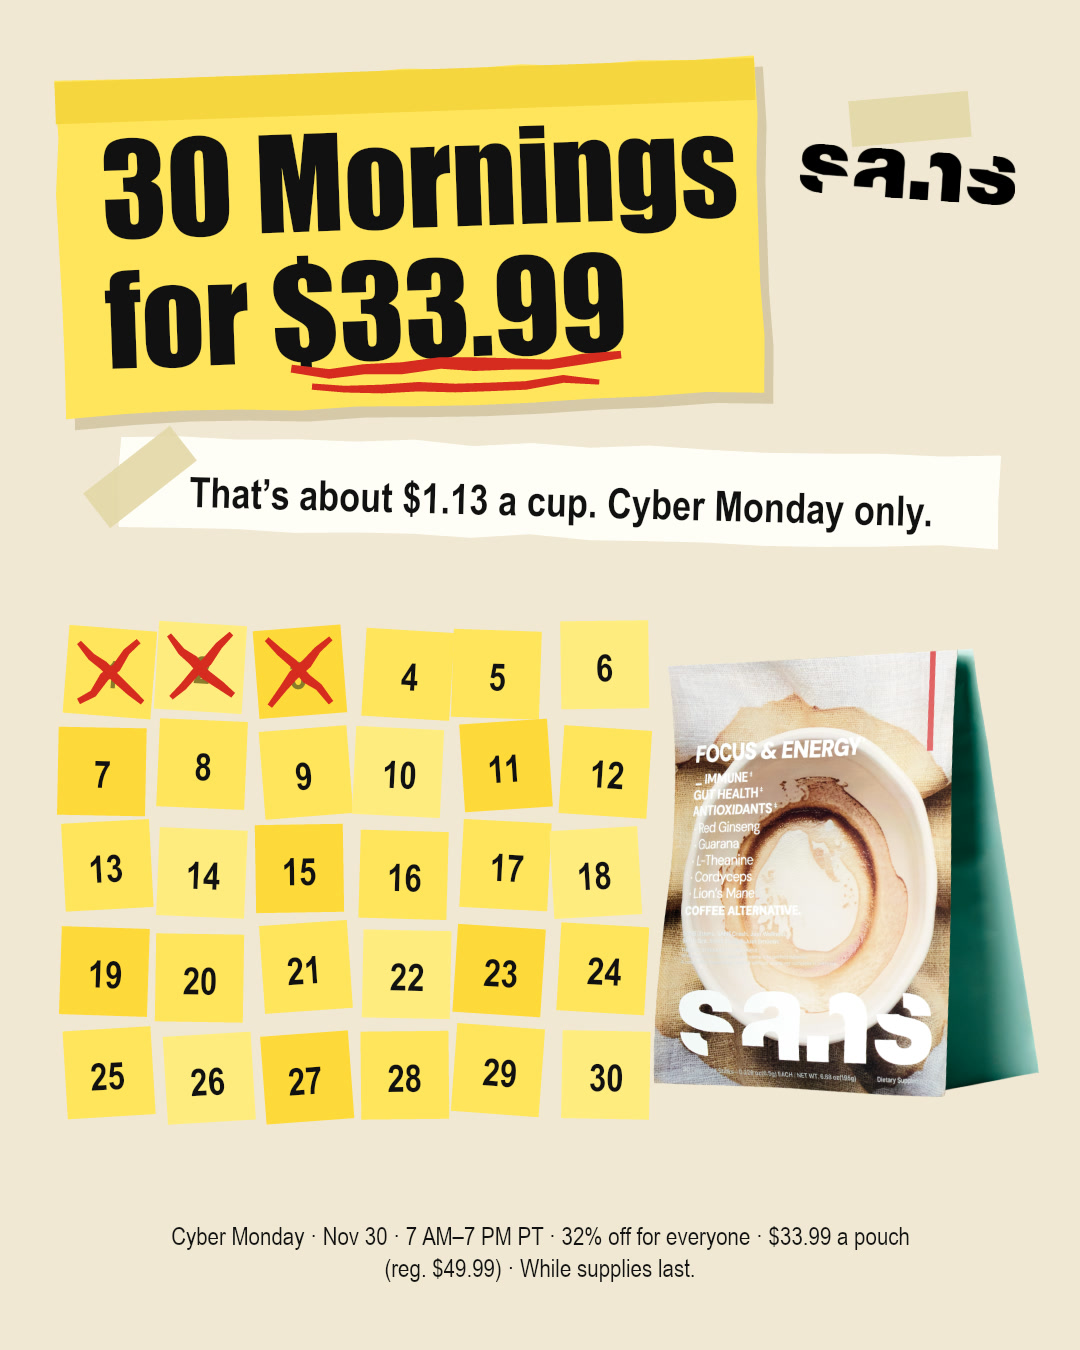 30 Mornings
for $33.99
sans
That's about $1.13 a cup. Cyber Monday only.
4
5
6
7
8
9
10
11
12
13
14
15
16
17
18
19
20
21
22
23
24
25
26
27
28
29
30
FOCUS & ENERGY
IMMUNE
GUT HEALTH
ANTIOXIDANTS
Red Ginseng
Guarana
L-Theanine
Cordyceps
Lion's Mane
COFFEE ALTERNATIVE.
sans
EACH | NET WT.
Dietary
Cyber Monday · Nov 30 · 7 AM–7 PM PT · 32% off for everyone · $33.99 a pouch
(reg. $49.99) · While supplies last.